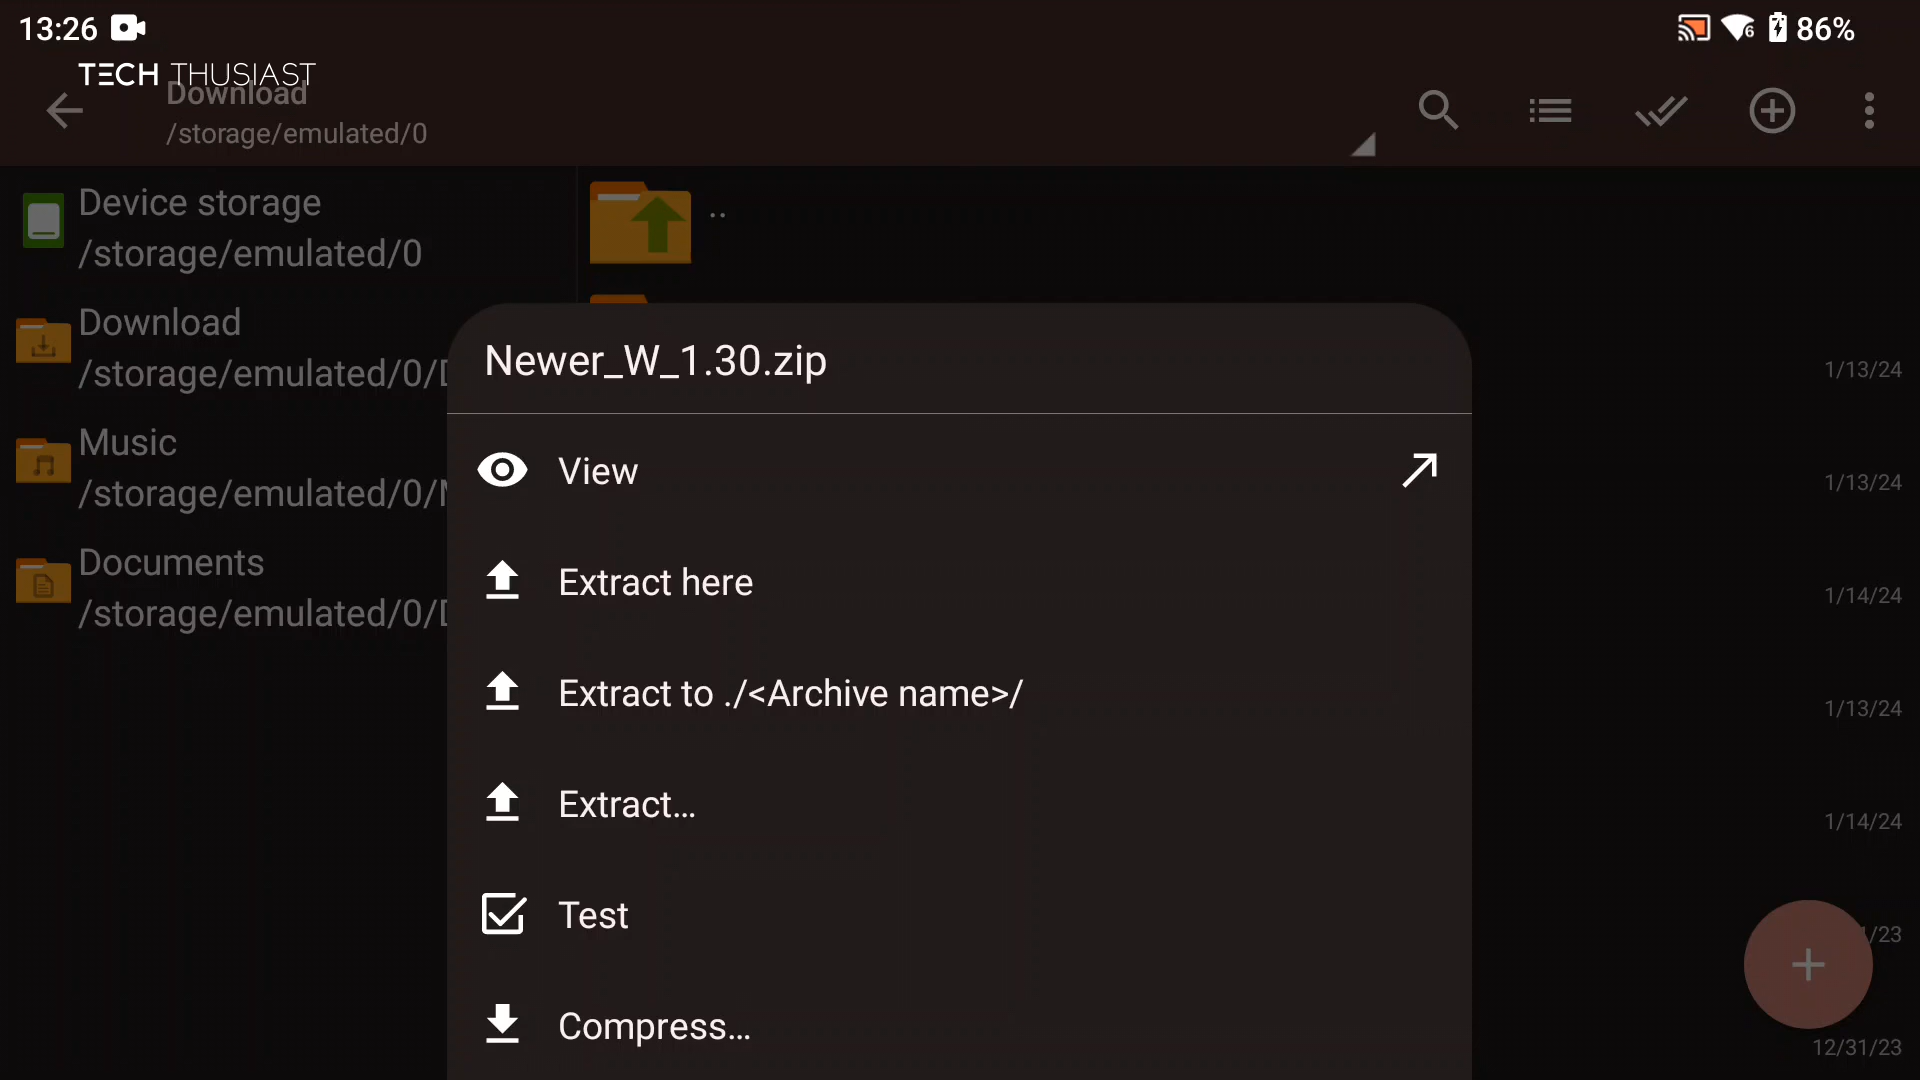 13:26
6
86%
TECH THUSIAST
Download
/storage/emulated/0
Device storage
/storage/emulated/0
Download
/storage/emulated/0/
Music
/storage/emulated/0/
Documents
/storage/emulated/0/
..
Newer_W_1.30.zip
View
Extract here
Extract to ./<Archive name>/
Extract...
Test
Compress...
1/13/24
1/13/24
1/14/24
1/13/24
1/14/24
/23
12/31/23